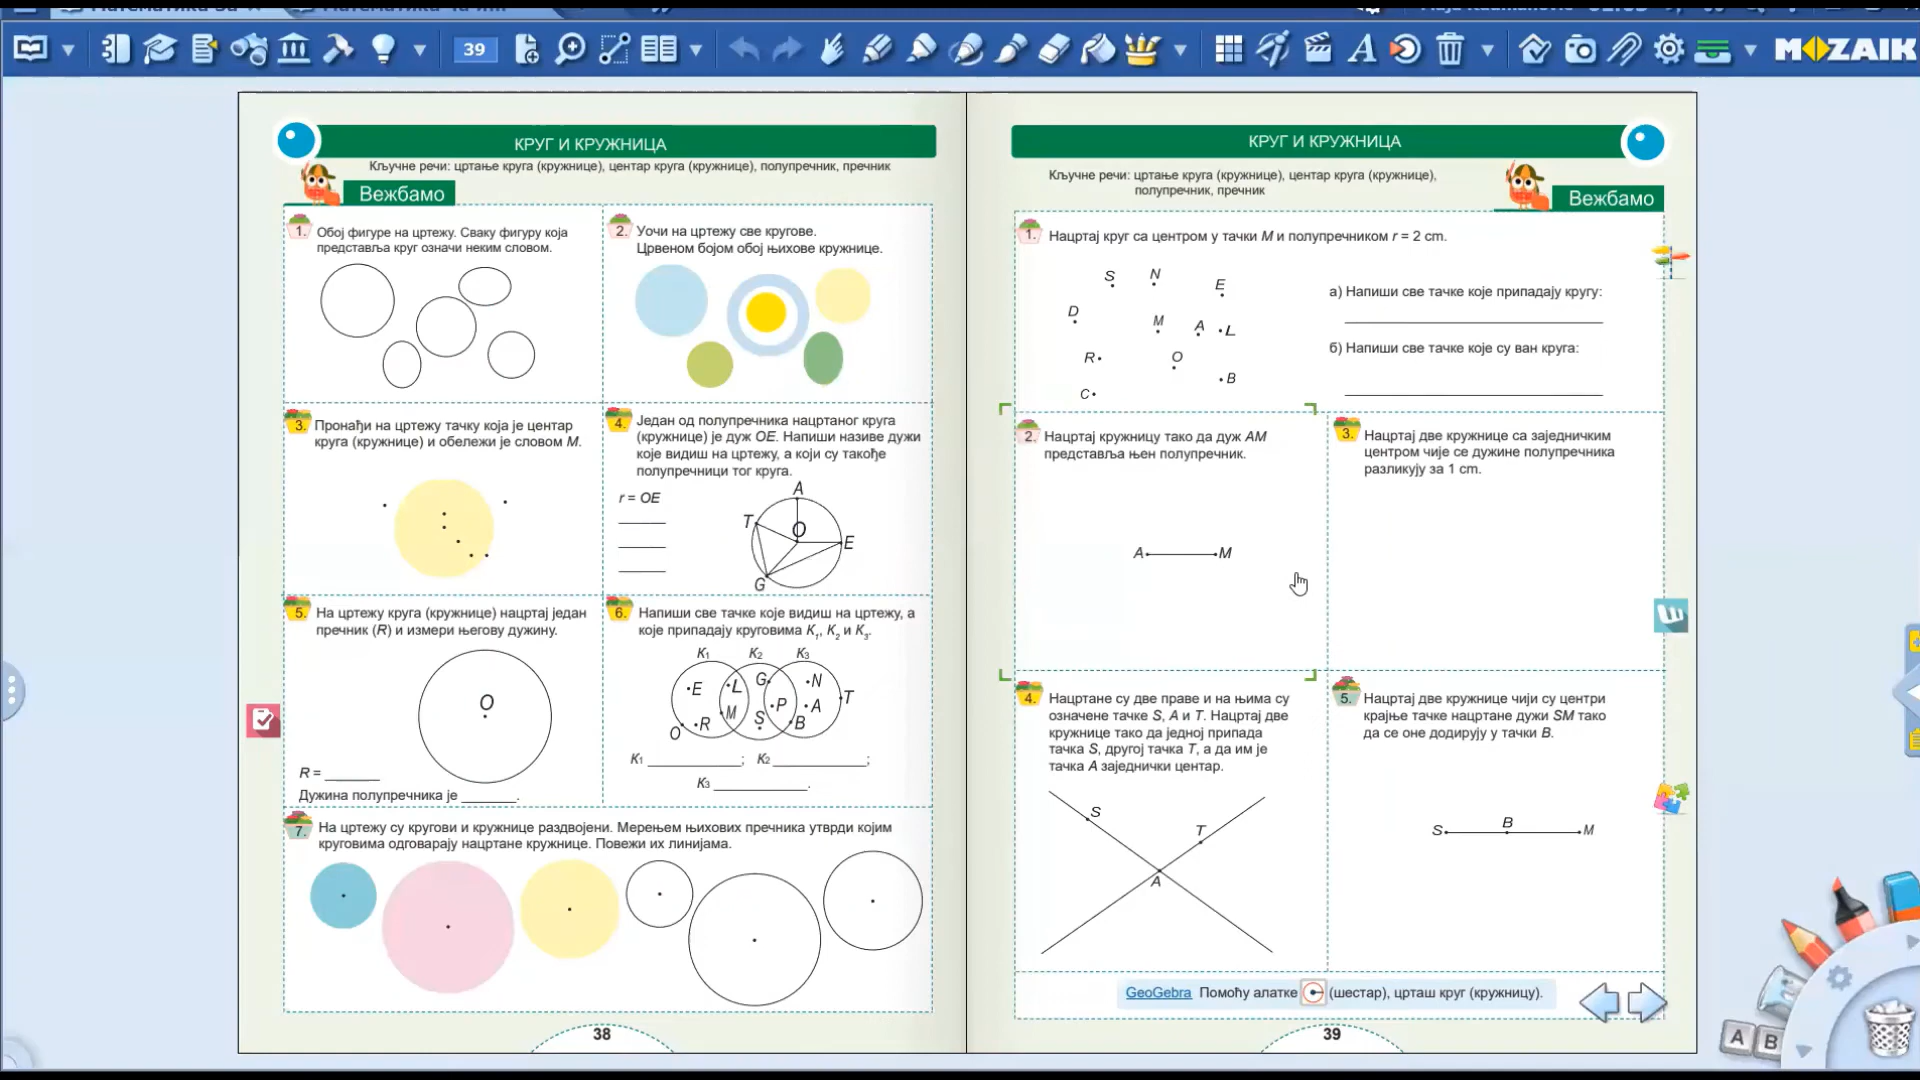 39
MOZAIK
КРУГ И КРУЖНИЦА
Кључне речи: цртање круга (кружнице), центар круга (кружнице), полупречник, пречник
Вежбамо
1. Обој фигуре на цртежу. Сваку фигуру која
представља круг означи неким словом.
2. Уочи на цртежу све кругове.
Црвеном бојом обој њихове кружнице.
3. Пронађи на цртежу тачку која је центар
круга (кружнице) и обележи је словом М.
4. Један од полупречника нацртаног круга
(кружнице) је дуж OE. Напиши називе дужи
које видиш на цртежу, а који су такође
полупречници тог круга.
r = OE
A
T
O
E
G
5. На цртежу круга (кружнице) нацртај један
пречник (R) и измери његову дужину.
O
R = _______
Дужина полупречника је _______.
6. Напиши све тачке које видиш на цртежу, а
које припадају круговима K1, K2 и K3.
K1 K2 K3
E L G N T
M P A
O R S B
K1 ____________; K2 ____________;
K3 ____________.
7. На цртежу су кругови и кружнице раздвојени. Мерењем њихових пречника утврди којим
круговима одговарају нацртане кружнице. Повежи их линијама.
38
КРУГ И КРУЖНИЦА
Кључне речи: цртање круга (кружнице), центар круга (кружнице),
полупречник, пречник
Вежбамо
1. Нацртај круг са центром у тачки M и полупречником r = 2 cm.
S N E
D M A L
R O B
C
а) Напиши све тачке које припадају кругу:
б) Напиши све тачке које су ван круга:
2. Нацртај кружницу тако да дуж AM
представља њен полупречник.
A M
3. Нацртај две кружнице са заједничким
центром чије се дужине полупречника
разликују за 1 cm.
4. Нацртане су две праве и на њима су
означене тачке S, A и T. Нацртај две
кружнице тако да једној припада
тачка S, другој тачка T, а да им је
тачка A заједнички центар.
S
T
A
5. Нацртај две кружнице чији су центри
крајње тачке нацртане дужи SM тако
да се оне додирују у тачки B.
S B M
GeoGebra Помоћу алатке (шестар), црташ круг (кружницу).
39
A B